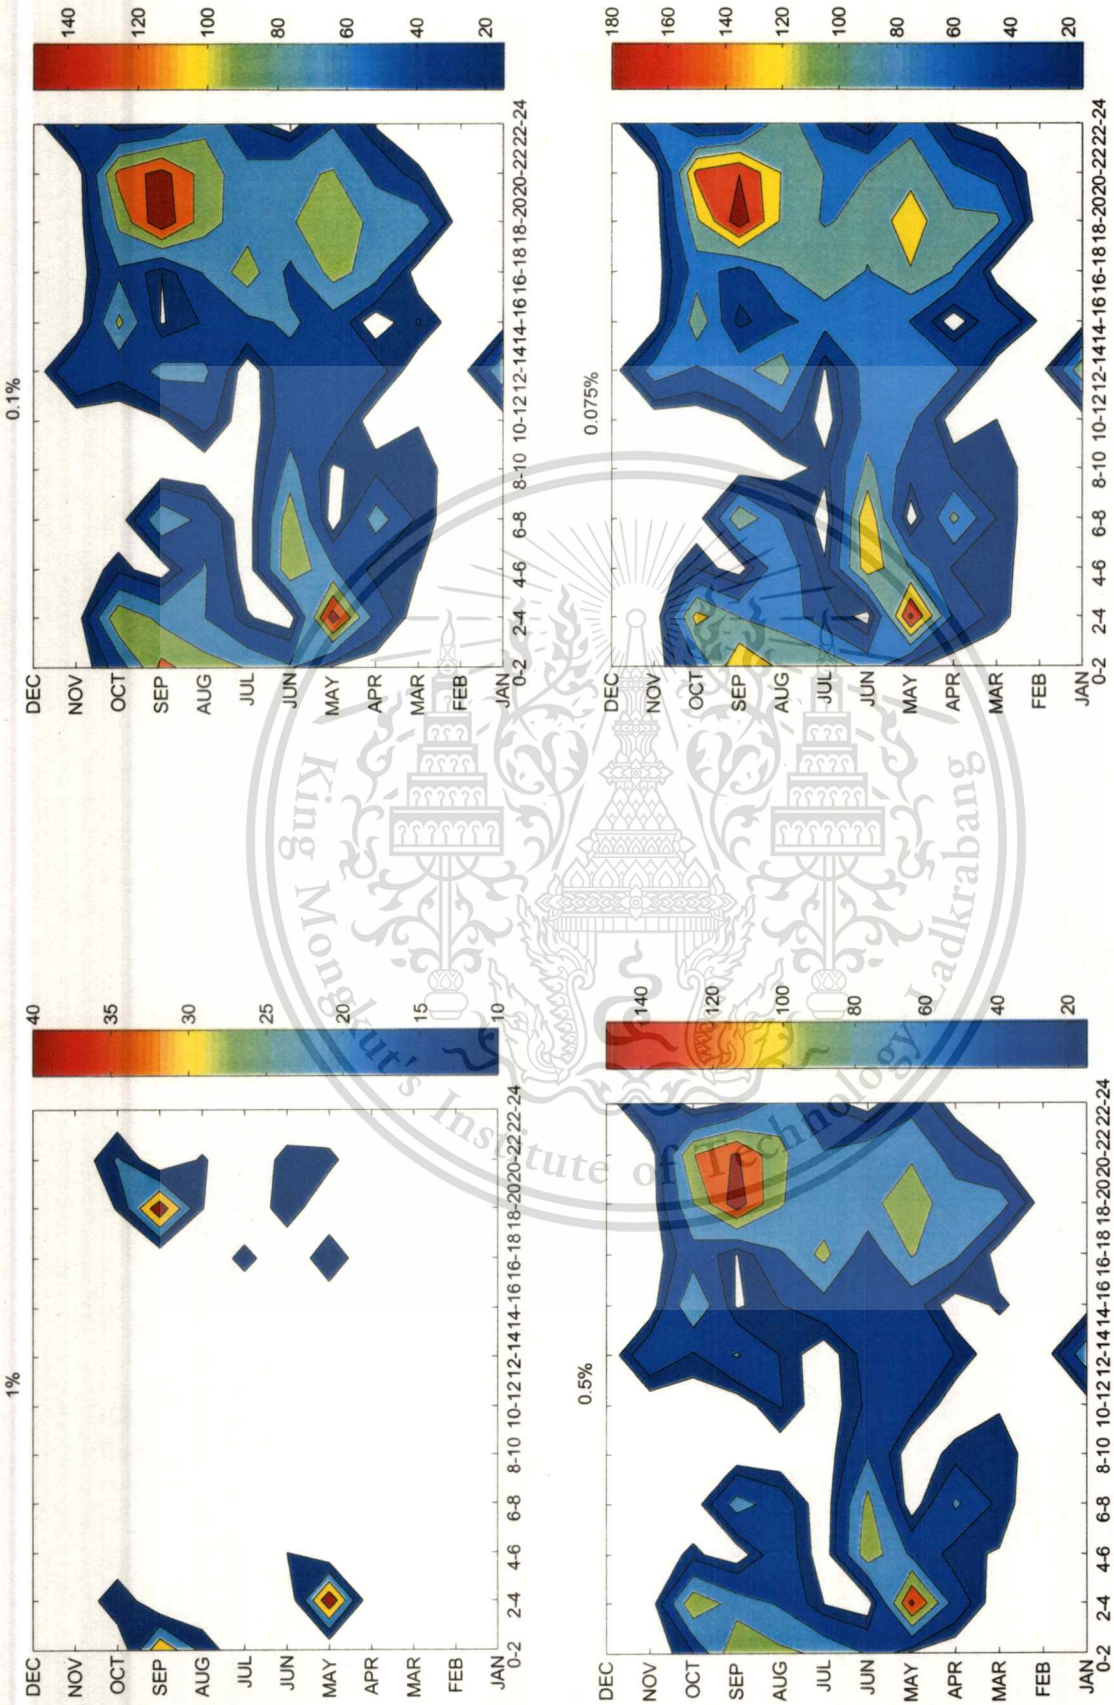 1%
DEC
NOV
OCT
SEP
AUG
JUL
JUN
MAY
APR
MAR
FEB
JAN
0-2 2-4 4-6 6-8 8-10 10-12 12-14 14-16 16-18 18-20 20-22 22-24
40
35
30
25
20
15
10
0.1%
DEC
NOV
OCT
SEP
AUG
JUL
JUN
MAY
APR
MAR
FEB
JAN
0-2 2-4 4-6 6-8 8-10 10-12 12-14 14-16 16-18 18-20 20-22 22-24
140
120
100
80
60
40
20
0.5%
DEC
NOV
OCT
SEP
AUG
JUL
JUN
MAY
APR
MAR
FEB
JAN
0-2 2-4 4-6 6-8 8-10 10-12 12-14 14-16 16-18 18-20 20-22 22-24
140
120
100
80
60
40
20
0.075%
DEC
NOV
OCT
SEP
AUG
JUL
JUN
MAY
APR
MAR
FEB
JAN
0-2 2-4 4-6 6-8 8-10 10-12 12-14 14-16 16-18 18-20 20-22 22-24
180
160
140
120
100
80
60
40
20
King Mongkut's Institute of Technology Ladkrabang